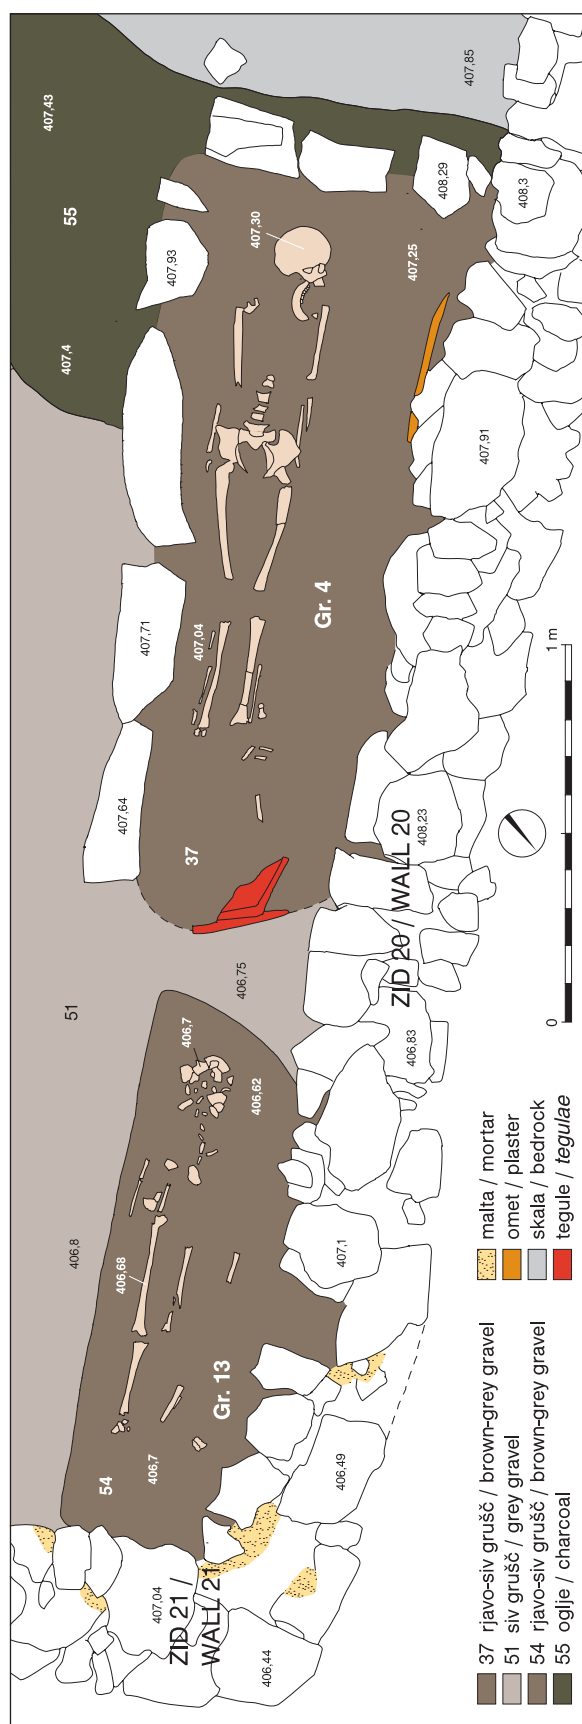 407,43
55
407,4
407,85
407,93
407,30
407,25
408,29
408,3
407,91
407,71
407,04
Gr. 4
407,64
37
408,23
ZID 20 / WALL 20
51
406,75
406,83
406,7
406,62
406,8
406,68
407,1
Gr. 13
54
406,7
406,49
407,04
ZID 21 /
WALL 21
406,44
0
1 m
37 rjavo-siv grušč / brown-grey gravel
51 siv grušč / grey gravel
54 rjavo-siv grušč / brown-grey gravel
55 oglje / charcoal
malta / mortar
omet / plaster
skala / bedrock
tegule / tegulae